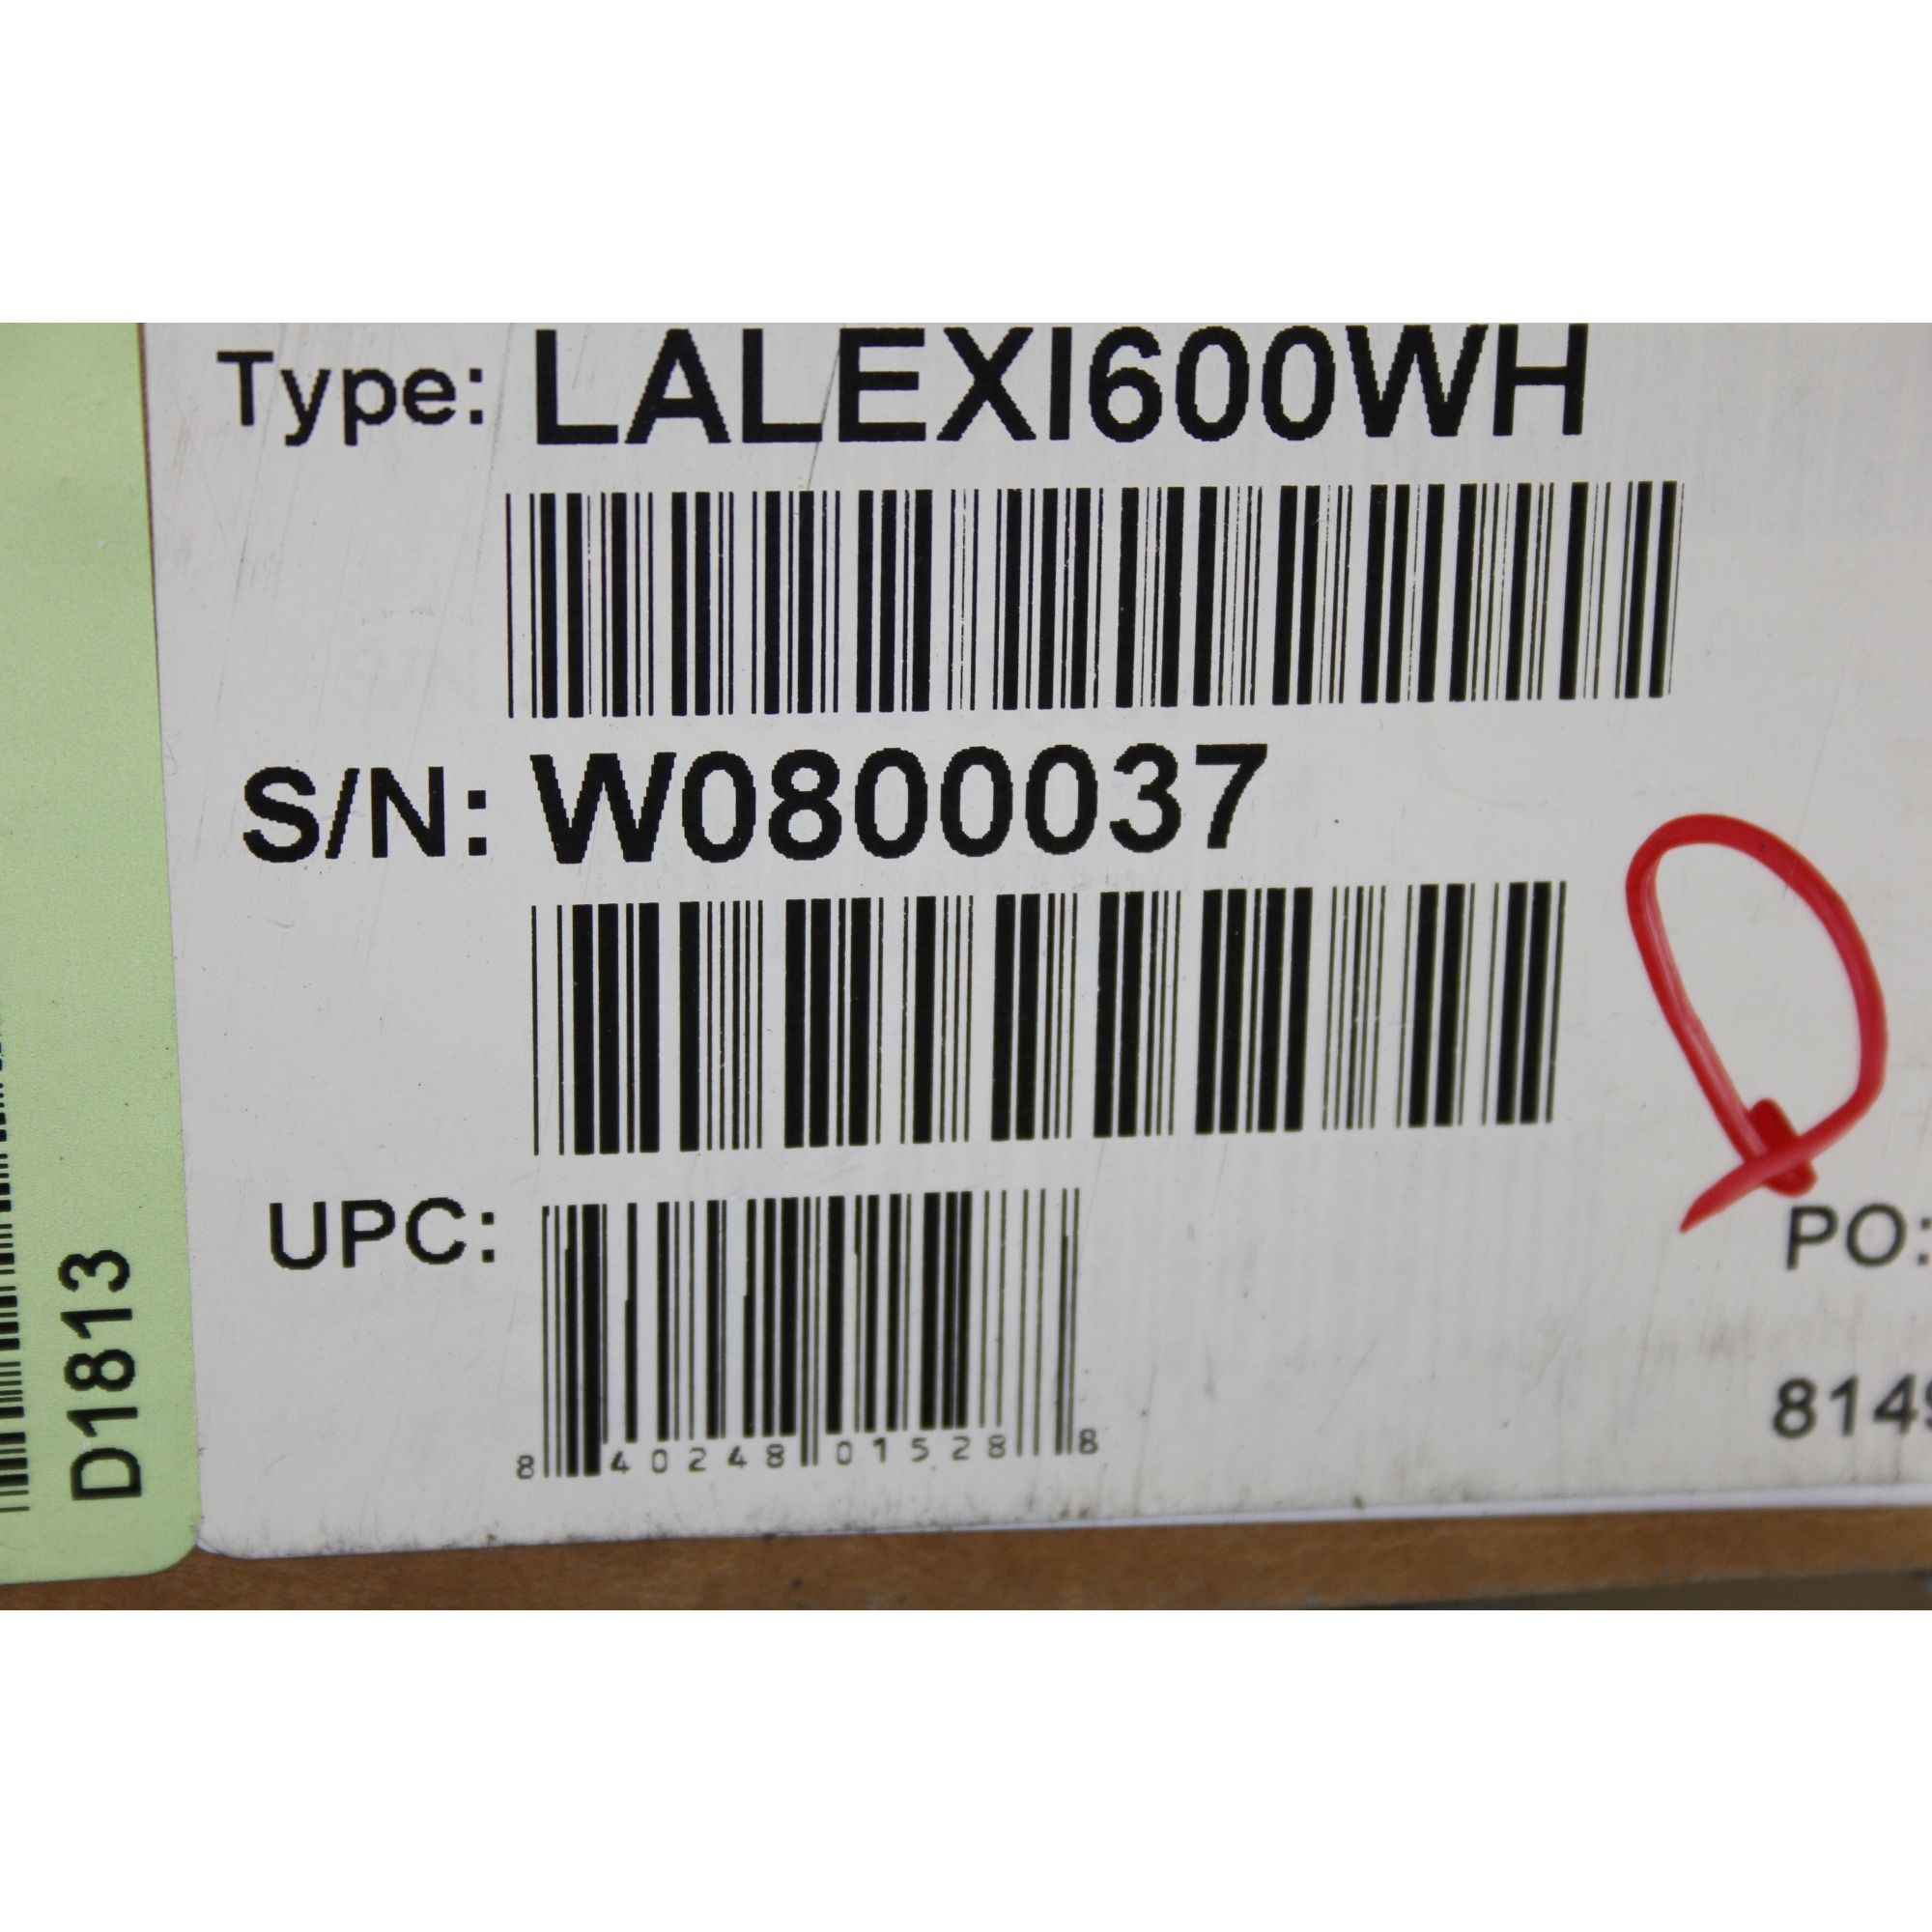 Type: LALEXI600WH
S/N: W0800037
UPC:
8 40248 01528 8
PO:
D1813